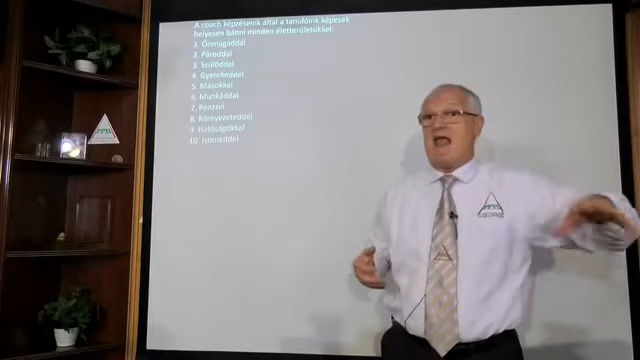 A coach képzéseink által a tanulóink képesek
helyesen bánni minden életterületükkel:
1. Önmagaddal
2. Pároddal
3. Szülőddel
4. Gyerekeddel
5. Másokkal
6. Munkáddal
7. Pénzzel
8. Környezeteddel
9. Hatóságokkal
10. Isteneddel